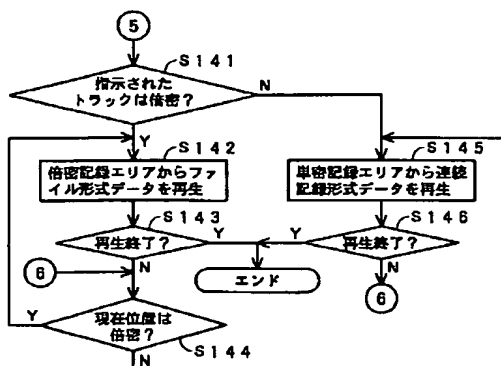 5
S141
指示された
トラックは倍密?
N
Y
S142
S145
倍密記録エリアからファ
イル形式データを再生
単密記録エリアから連続
記録形式データを再生
S143
S146
再生終了?
Y
Y
再生終了?
N
N
6
エンド
6
Y
現在位置は
倍密?
S144
N